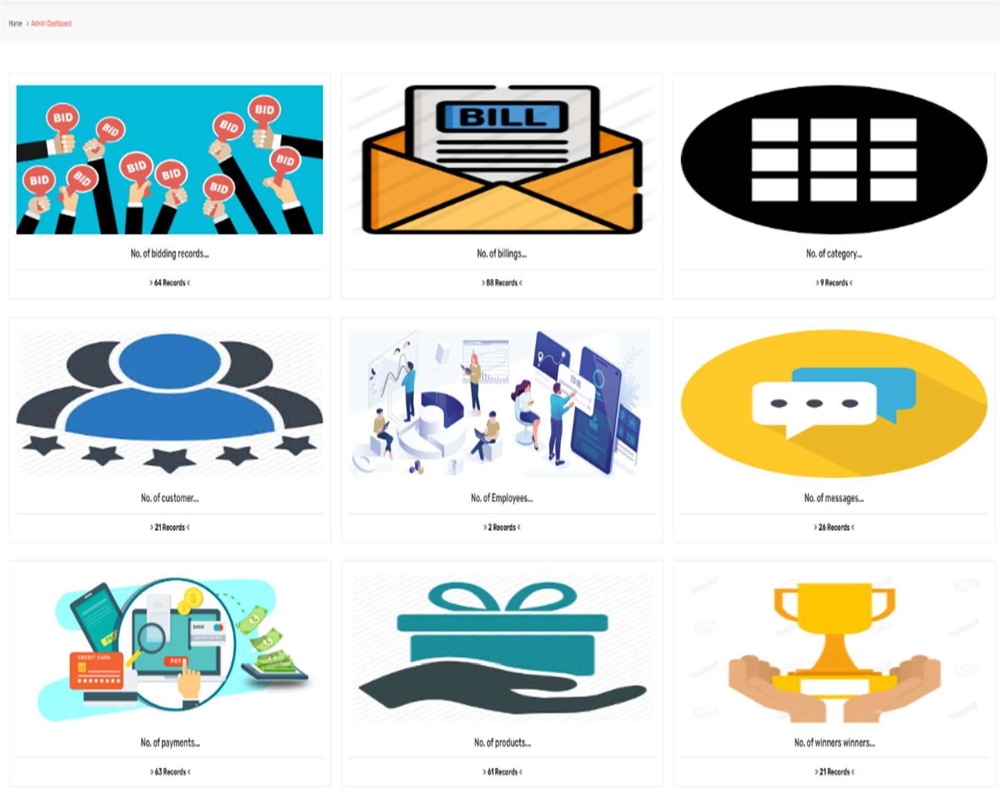 Home > Admin Dashboard
BID
BID
BID
BID
BID
BID
BID
BID
BID
BID
No. of bidding records...
» 64 Records «
BILL
No. of billings...
» 88 Records «
No. of category...
» 9 Records «
No. of customer...
» 21 Records «
No. of Employees...
» 2 Records «
No. of messages...
» 26 Records «
BILL
BANK
PAY
CREDIT CARD
PAY
No. of payments...
» 63 Records «
No. of products...
» 61 Records «
No. of winners winners...
» 21 Records «